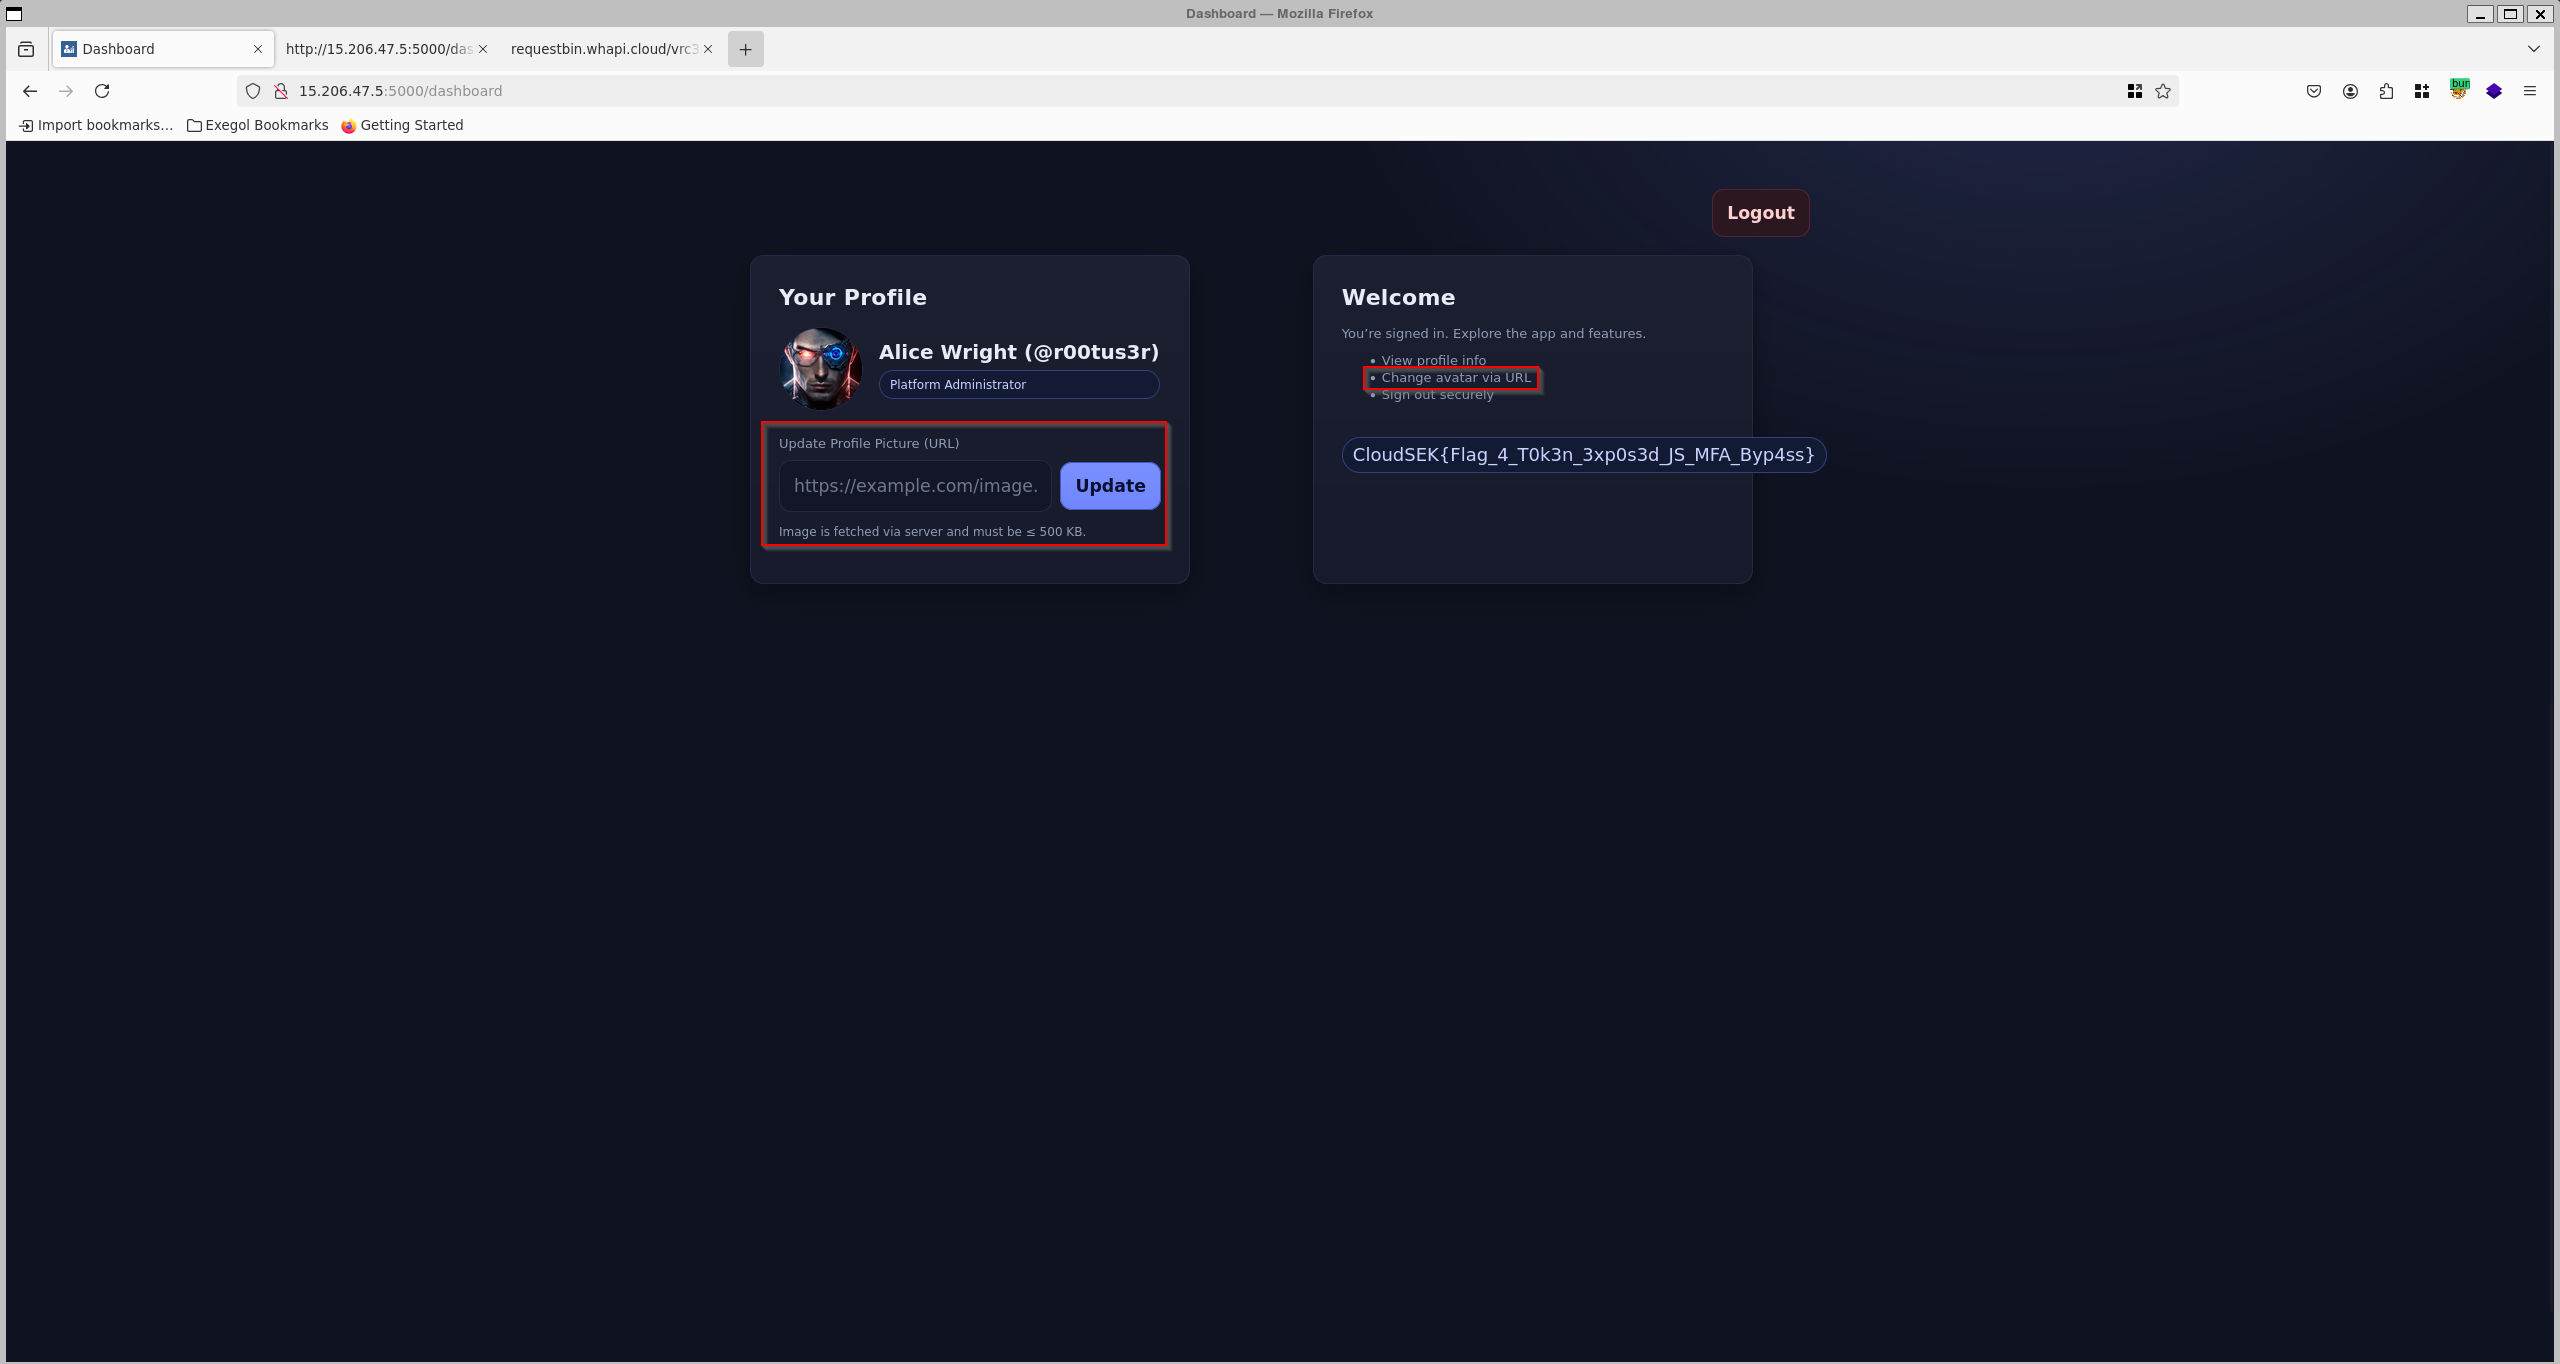 Dashboard — Mozilla Firefox
Dashboard
http://15.206.47.5:5000/das
requestbin.whapi.cloud/vrc3
15.206.47.5:5000/dashboard
bur
Import bookmarks...
Exegol Bookmarks
Getting Started
Logout
Your Profile
Alice Wright (@r00tus3r)
Platform Administrator
Update Profile Picture (URL)
https://example.com/image.
Update
Image is fetched via server and must be ≤ 500 KB.
Welcome
You’re signed in. Explore the app and features.
• View profile info
• Change avatar via URL
• Sign out securely
CloudSEK{Flag_4_T0k3n_3xp0s3d_JS_MFA_Byp4ss}